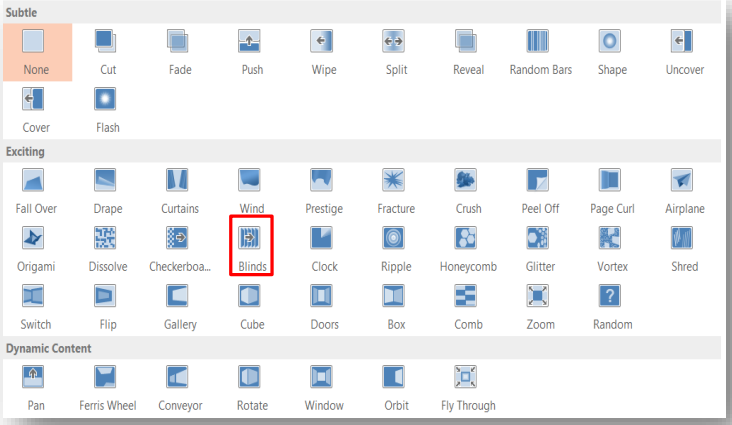 Subtle
None Cut Fade Push Wipe Split Reveal Random Bars Shape Uncover
Cover Flash
Exciting
Fall Over Drape Curtains Wind Prestige Fracture Crush Peel Off Page Curl Airplane
Origami Dissolve Checkerboa... Blinds Clock Ripple Honeycomb Glitter Vortex Shred
Switch Flip Gallery Cube Doors Box Comb Zoom Random
Dynamic Content
Pan Ferris Wheel Conveyor Rotate Window Orbit Fly Through